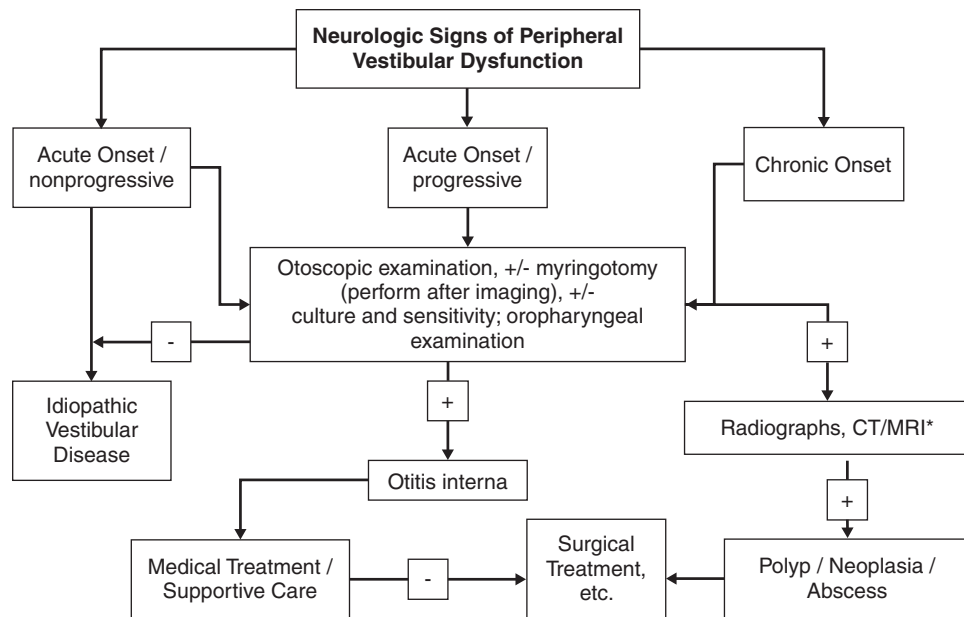 Neurologic Signs of Peripheral
Vestibular Dysfunction
Acute Onset /
nonprogressive
Acute Onset /
progressive
Chronic Onset
Otoscopic examination, +/- myringotomy
(perform after imaging), +/-
culture and sensitivity; oropharyngeal
examination
-
+
+
Idiopathic
Vestibular
Disease
Radiographs, CT/MRI*
Otitis interna
+
Medical Treatment /
Supportive Care
-
Surgical
Treatment,
etc.
Polyp / Neoplasia /
Abscess